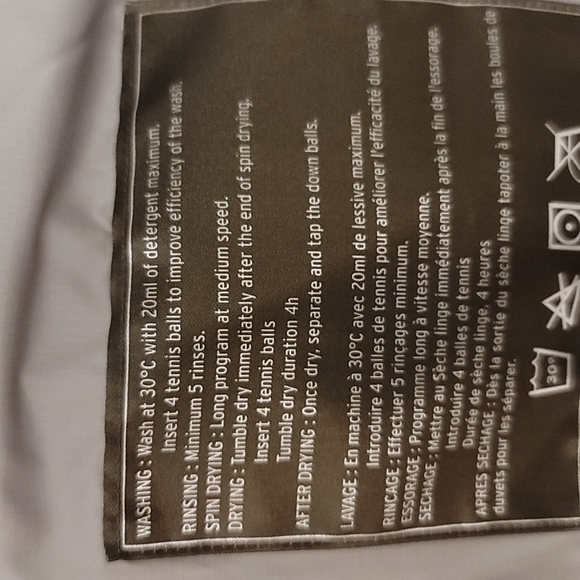 WASHING : Wash at 30°C with 20ml of detergent maximum.
Insert 4 tennis balls to improve efficiency of the wash.
RINSING : Minimum 5 rinses.
SPIN DRYING : Long program at medium speed.
DRYING : Tumble dry immediately after the end of spin drying.
Insert 4 tennis balls
Tumble dry duration 4h
AFTER DRYING : Once dry, separate and tap the down balls.
LAVAGE : En machine à 30°C avec 20ml de lessive maximum.
Introduire 4 balles de tennis pour améliorer l'efficacité du lavage.
RINCAGE : Effectuer 5 rinçages minimum.
ESSORAGE : Programme long à vitesse moyenne.
SECHAGE : Mettre au sèche linge immédiatement après la fin de l'essorage.
Introduire 4 balles de tennis
Durée de sèche linge, 4 heures
APRES SECHAGE : Dès la sortie du sèche linge tapoter à la main les boules de
duvets pour les séparer.
30°